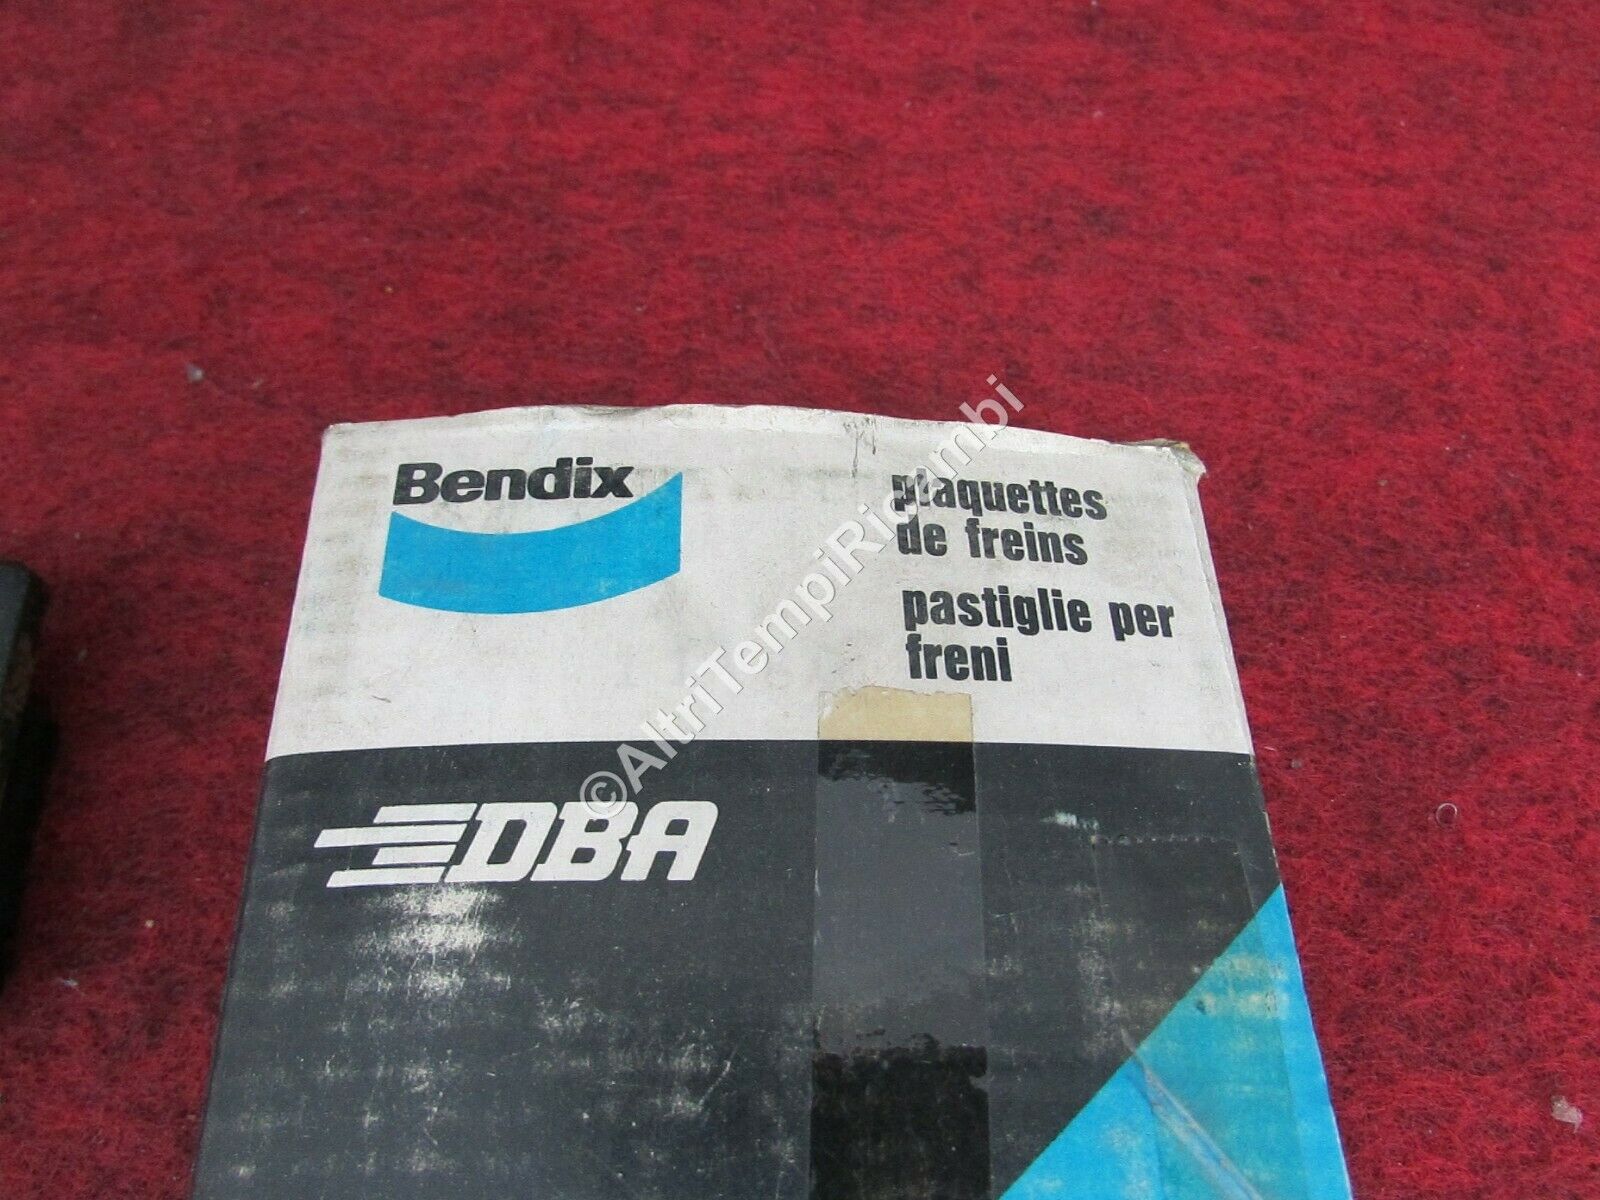 Bendix
plaquettes
de freins
pastiglie per
freni
DBA
©AltriTempiRicambi